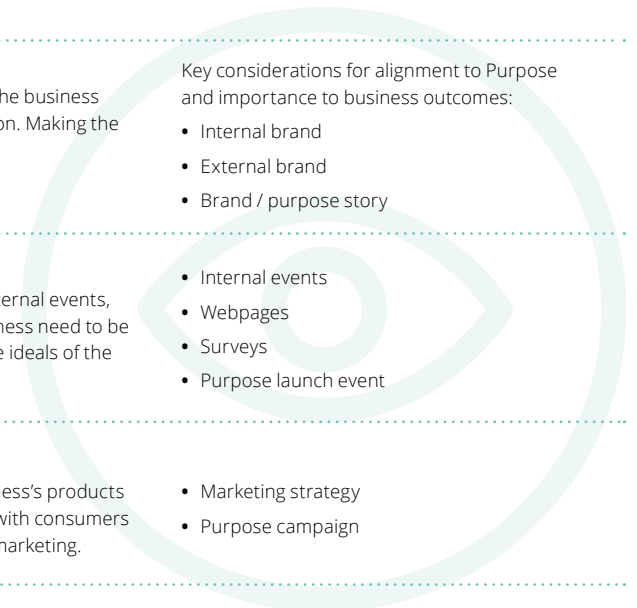 he business
on. Making the
Key considerations for alignment to Purpose
and importance to business outcomes:
• Internal brand
• External brand
• Brand / purpose story
ternal events,
ness need to be
e ideals of the
• Internal events
• Webpages
• Surveys
• Purpose launch event
ness's products
with consumers
marketing.
• Marketing strategy
• Purpose campaign